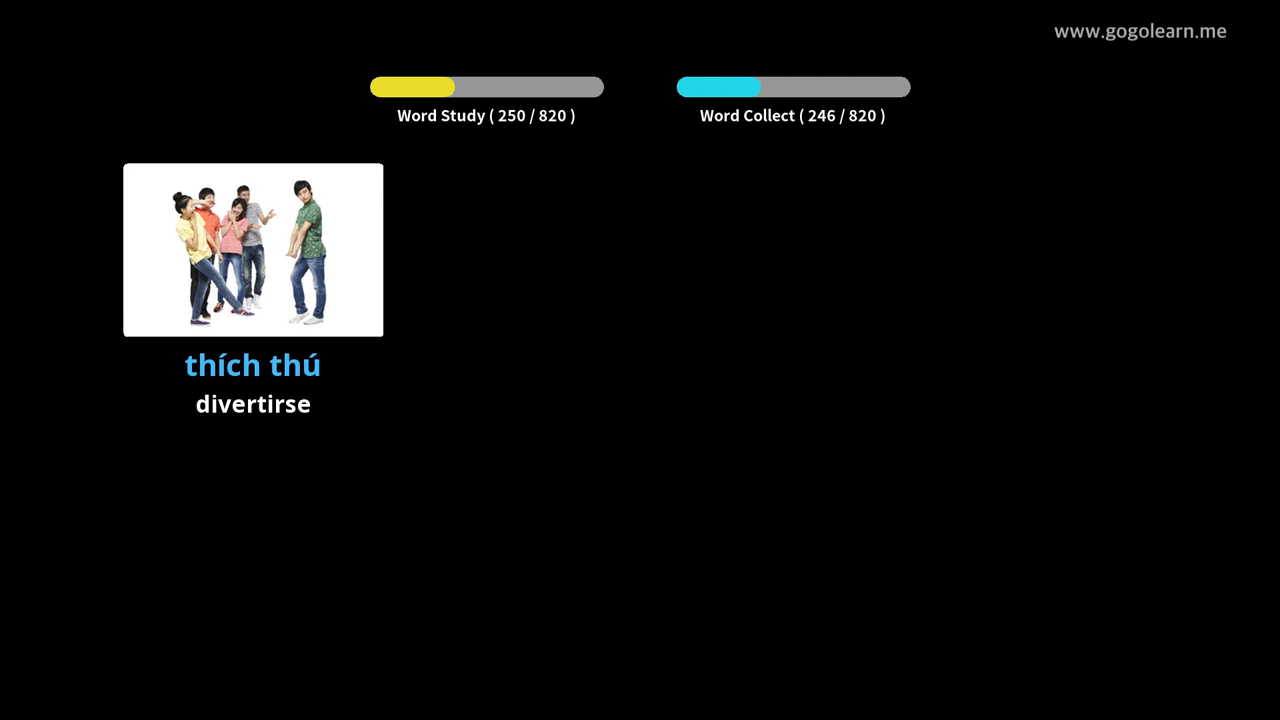 www.gogolearn.me
Word Study ( 250 / 820 )
Word Collect ( 246 / 820 )
thích thú
divertirse